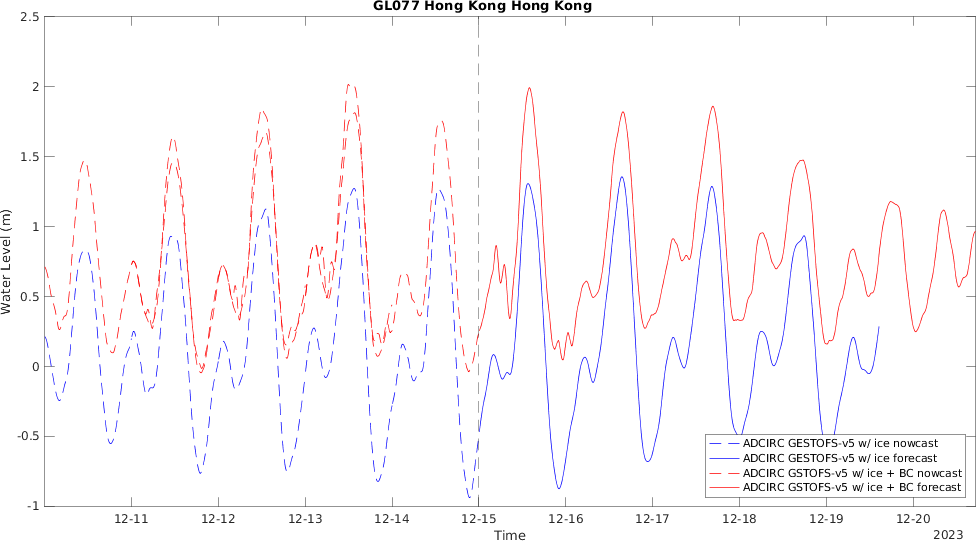 GL077 Hong Kong Hong Kong
2.5
2
1.5
1
0.5
0
-0.5
-1
Water Level (m)
12-11 12-12 12-13 12-14 12-15 12-16 12-17 12-18 12-19 12-20
Time
2023
ADCIRC GESTOFS-v5 w/ ice nowcast
ADCIRC GESTOFS-v5 w/ ice forecast
ADCIRC GSTOFS-v5 w/ ice + BC nowcast
ADCIRC GSTOFS-v5 w/ ice + BC forecast